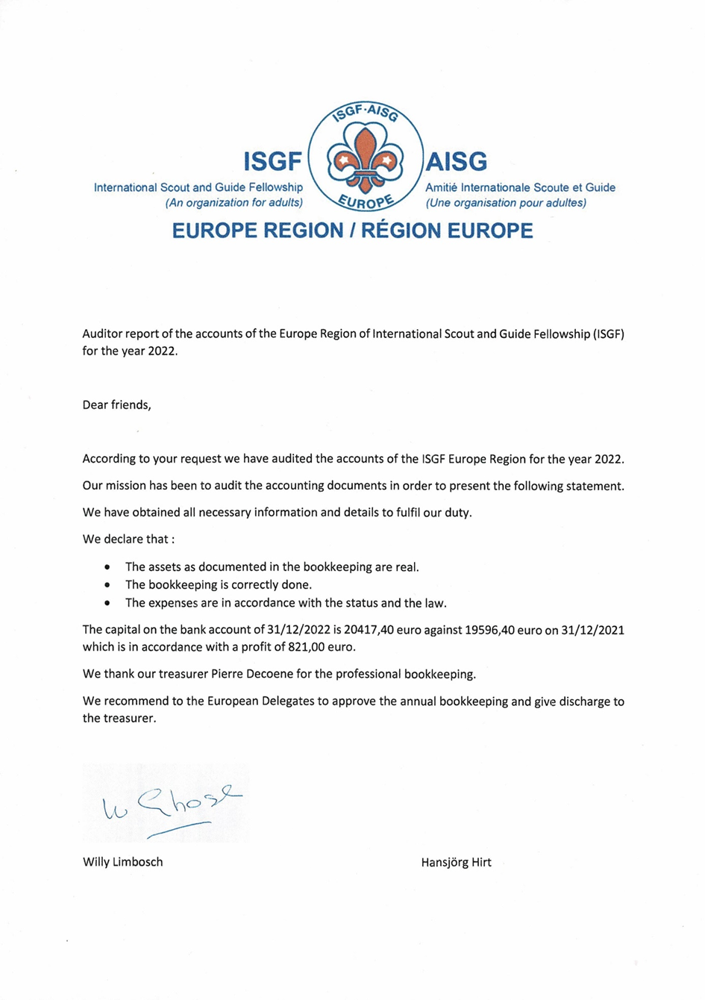 ISGF·AISG
EUROPE
ISGF
International Scout and Guide Fellowship
(An organization for adults)
AISG
Amitié Internationale Scoute et Guide
(Une organisation pour adultes)
EUROPE REGION / RÉGION EUROPE
Auditor report of the accounts of the Europe Region of International Scout and Guide Fellowship (ISGF)
for the year 2022.
Dear friends,
According to your request we have audited the accounts of the ISGF Europe Region for the year 2022.
Our mission has been to audit the accounting documents in order to present the following statement.
We have obtained all necessary information and details to fulfil our duty.
We declare that :
• The assets as documented in the bookkeeping are real.
• The bookkeeping is correctly done.
• The expenses are in accordance with the status and the law.
The capital on the bank account of 31/12/2022 is 20417,40 euro against 19596,40 euro on 31/12/2021
which is in accordance with a profit of 821,00 euro.
We thank our treasurer Pierre Decoene for the professional bookkeeping.
We recommend to the European Delegates to approve the annual bookkeeping and give discharge to
the treasurer.
Willy Limbosch
Hansjörg Hirt